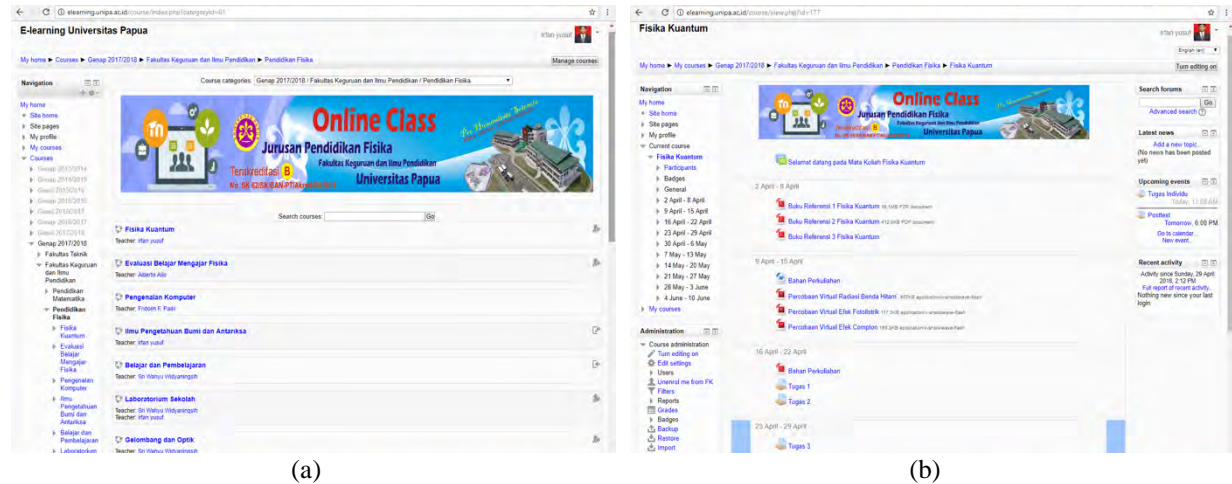 elearning.unipa.ac.id/course/index.php?categoryid=61
E-learning Universitas Papua
irfan yusuf
My home ► Courses ► Genap 2017/2018 ► Fakultas Keguruan dan Ilmu Pendidikan ► Pendidikan Fisika
Manage courses
Navigation
My home
Site home
Site pages
My profile
My courses
Courses
Genap 2017/2018
Fakultas Teknik
Fakultas Keguruan
dan Ilmu
Pendidikan
Pendidikan
Matematika
Pendidikan
Fisika
Fisika
Kuantum
Evaluasi
Belajar
Mengajar
Fisika
Pengenalan
Komputer
Ilmu
Pengetahuan
Bumi dan
Antariksa
Belajar dan
Pembelajaran
Laboratorium
Course categories: Genap 2017/2018 / Fakultas Keguruan dan Ilmu Pendidikan / Pendidikan Fisika
Online Class
Jurusan Pendidikan Fisika
Fakultas Keguruan dan Ilmu Pendidikan
Terakreditasi B
Universitas Papua
Search courses:
Go
Fisika Kuantum
Teacher: irfan yusuf
Evaluasi Belajar Mengajar Fisika
Pengenalan Komputer
Ilmu Pengetahuan Bumi dan Antariksa
Teacher: irfan yusuf
Belajar dan Pembelajaran
Teacher: Sri Wahyu Widyaningsih
Laboratorium Sekolah
Teacher: Sri Wahyu Widyaningsih
Teacher: irfan yusuf
Gelombang dan Optik
Teacher: Sri Wahyu Widyaningsih
(a)
elearning.unipa.ac.id/course/view.php?id=177
Fisika Kuantum
irfan yusuf
English (en)
My home ► My courses ► Genap 2017/2018 ► Fakultas Keguruan dan Ilmu Pendidikan ► Pendidikan Fisika ► Fisika Kuantum
Turn editing on
Navigation
My home
Site home
Site pages
My profile
Current course
Fisika Kuantum
Participants
Badges
General
2 April - 8 April
9 April - 15 April
16 April - 22 April
23 April - 29 April
30 April - 6 May
7 May - 13 May
14 May - 20 May
21 May - 27 May
28 May - 3 June
4 June - 10 June
My courses
Administration
Course administration
Turn editing on
Edit settings
Users
Unenrol me from FK
Filters
Reports
Grades
Badges
Backup
Restore
Import
Online Class
Jurusan Pendidikan Fisika
Fakultas Keguruan dan Ilmu Pendidikan
Universitas Papua
Selamat datang pada Mata Kuliah Fisika Kuantum
2 April - 8 April
Buku Referensi 1 Fisika Kuantum
Buku Referensi 2 Fisika Kuantum
Buku Referensi 3 Fisika Kuantum
9 April - 15 April
Bahan Perkuliahan
Percobaan Virtual Radiasi Benda Hitam
Percobaan Virtual Efek Fotolistrik
Percobaan Virtual Efek Compton
16 April - 22 April
Bahan Perkuliahan
Tugas 1
Tugas 2
23 April - 29 April
Tugas 3
Search forums
Go
Advanced search
Latest news
Add a new topic...
(No news has been posted
yet)
Upcoming events
Tugas Individu
Today, 11:55 AM
Posttest
Tomorrow, 6:00 PM
Go to calendar...
New event...
Recent activity
Activity since Sunday, 29 April
2018, 2:12 PM
Full report of recent activity...
Nothing new since your last
login
(b)